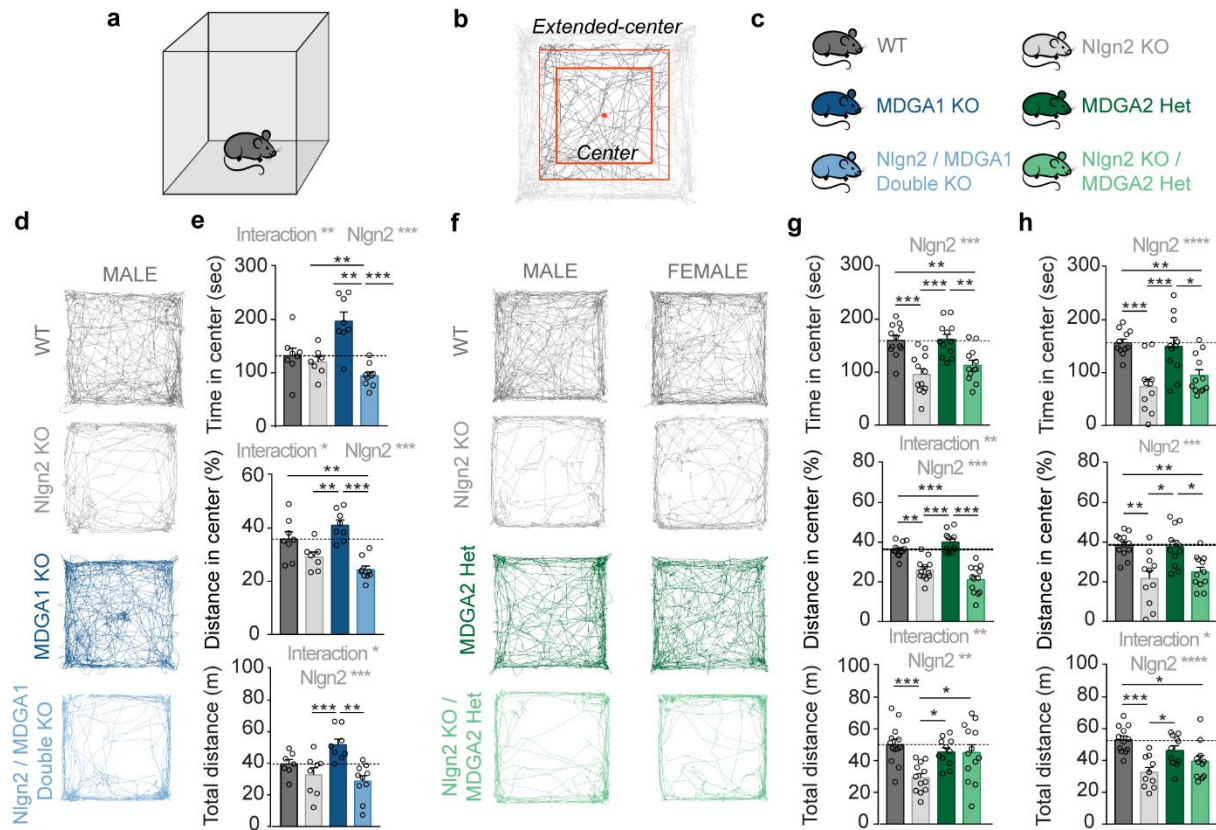 a
b
c
Extended-center
Center
WT
Nlgn2 KO
MDGA1 KO
MDGA2 Het
Nlgn2 / MDGA1
Double KO
Nlgn2 KO /
MDGA2 Het
d
MALE
WT
Nlgn2 KO
MDGA1 KO
Nlgn2 / MDGA1
Double KO
e
Interaction ** Nlgn2 ***
** 
** ***
Time in center (sec)
300
200
100
0
Interaction * Nlgn2 ***
**
** ***
Distance in center (%)
60
40
20
0
Interaction *
Nlgn2 ***
*** **
Total distance (m)
100
80
60
40
20
0
f
MALE FEMALE
WT
Nlgn2 KO
MDGA2 Het
Nlgn2 KO /
MDGA2 Het
g
Nlgn2 ***
**
*** **
***
Time in center (sec)
300
200
100
0
Interaction **
Nlgn2 ***
***
** *** ***
Distance in center (%)
80
60
40
20
0
Interaction **
Nlgn2 **
*** *
*
Total distance (m)
100
80
60
40
20
0
h
Nlgn2 ****
**
*** *
***
Time in center (sec)
300
200
100
0
Nlgn2 ***
**
* *
**
Distance in center (%)
80
60
40
20
0
Interaction *
Nlgn2 ****
*
*** *
Total distance (m)
100
80
60
40
20
0